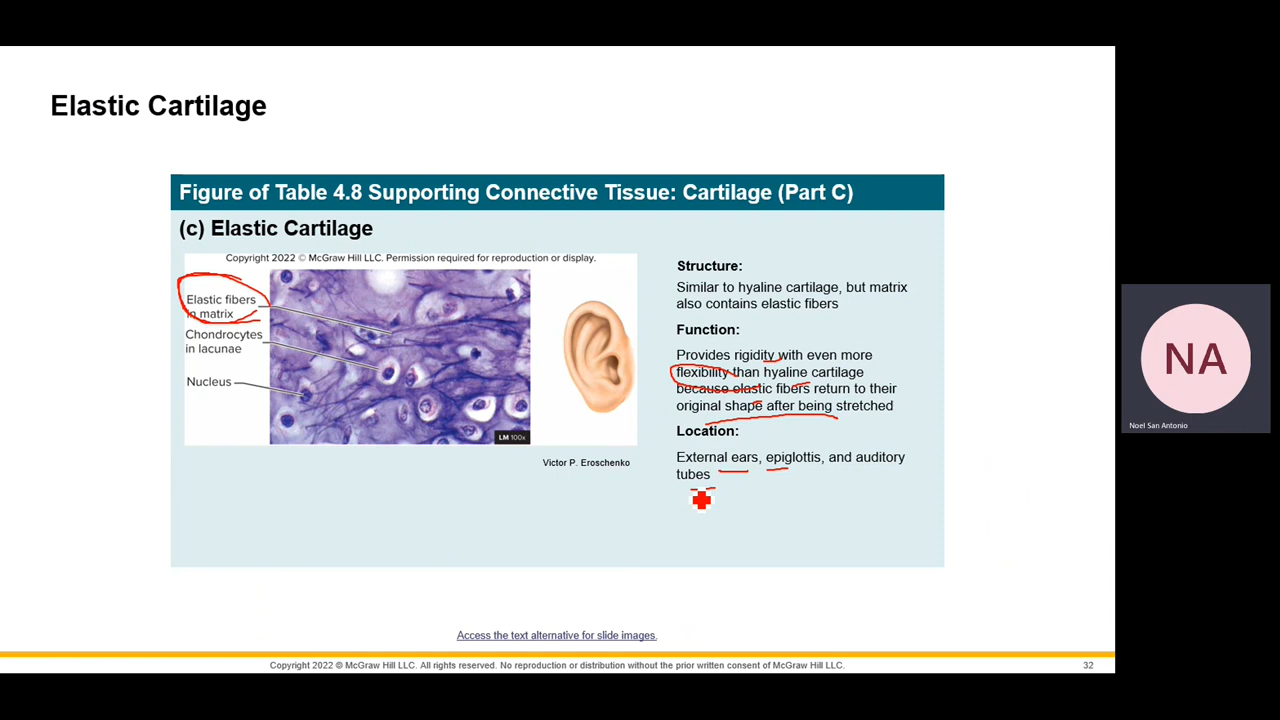 Elastic Cartilage
Figure of Table 4.8 Supporting Connective Tissue: Cartilage (Part C)
(c) Elastic Cartilage
Copyright 2022 © McGraw Hill LLC. Permission required for reproduction or display.
Elastic fibers
in matrix
Chondrocytes
in lacunae
Nucleus
LM 100x
Victor P. Eroschenko
Structure:
Similar to hyaline cartilage, but matrix
also contains elastic fibers
Function:
Provides rigidity with even more
flexibility than hyaline cartilage
because elastic fibers return to their
original shape after being stretched
Location:
External ears, epiglottis, and auditory
tubes
NA
Noel San Antonio
Access the text alternative for slide images.
Copyright 2022 © McGraw Hill LLC. All rights reserved. No reproduction or distribution without the prior written consent of McGraw Hill LLC.
32